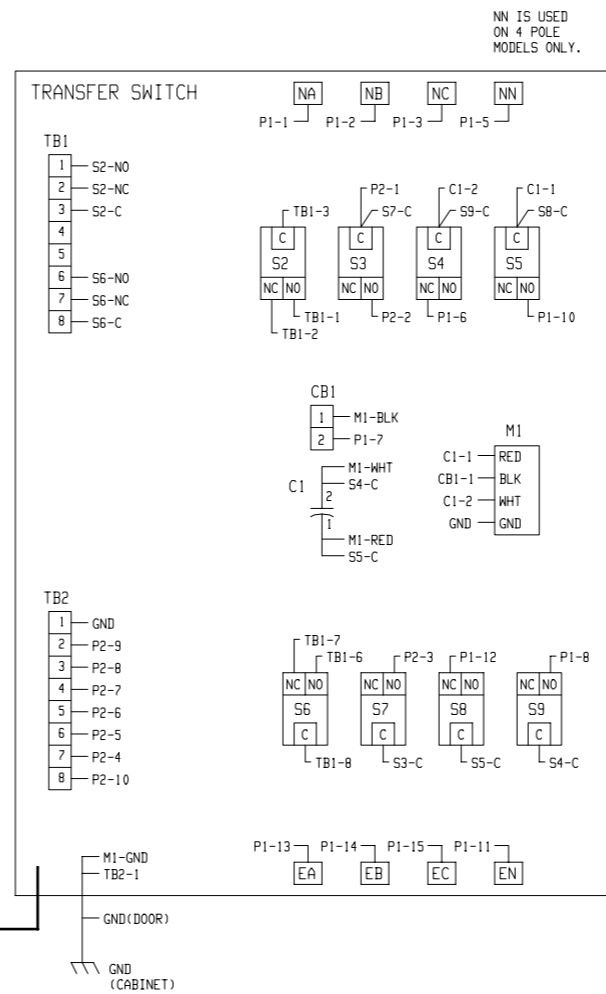 NN IS USED
ON 4 POLE
MODELS ONLY.
TRANSFER SWITCH
NA
NB
NC
NN
P1-1
P1-2
P1-3
P1-5
TB1
1 S2-NO
2 S2-NC
3 S2-C
4
5
6 S6-NO
7 S6-NC
8 S6-C
TB1-3
C
S2
NC NO
TB1-1
TB1-2
P2-1
S7-C
C
S3
NC NO
P2-2
C1-2
S9-C
C
S4
NC NO
P1-6
C1-1
S8-C
C
S5
NC NO
P1-10
CB1
1 M1-BLK
2 P1-7
C1
M1-WHT
S4-C
2
1
M1-RED
S5-C
M1
C1-1 RED
CB1-1 BLK
C1-2 WHT
GND GND
TB2
1 GND
2 P2-9
3 P2-8
4 P2-7
5 P2-6
6 P2-5
7 P2-4
8 P2-10
TB1-7
TB1-6
NC NO
S6
C
TB1-8
P2-3
NC NO
S7
C
S3-C
P1-12
NC NO
S8
C
S5-C
P1-8
NC NO
S9
C
S4-C
P1-13
P1-14
P1-15
P1-11
EA
EB
EC
EN
M1-GND
TB2-1
GND(DOOR)
GND
(CABINET)